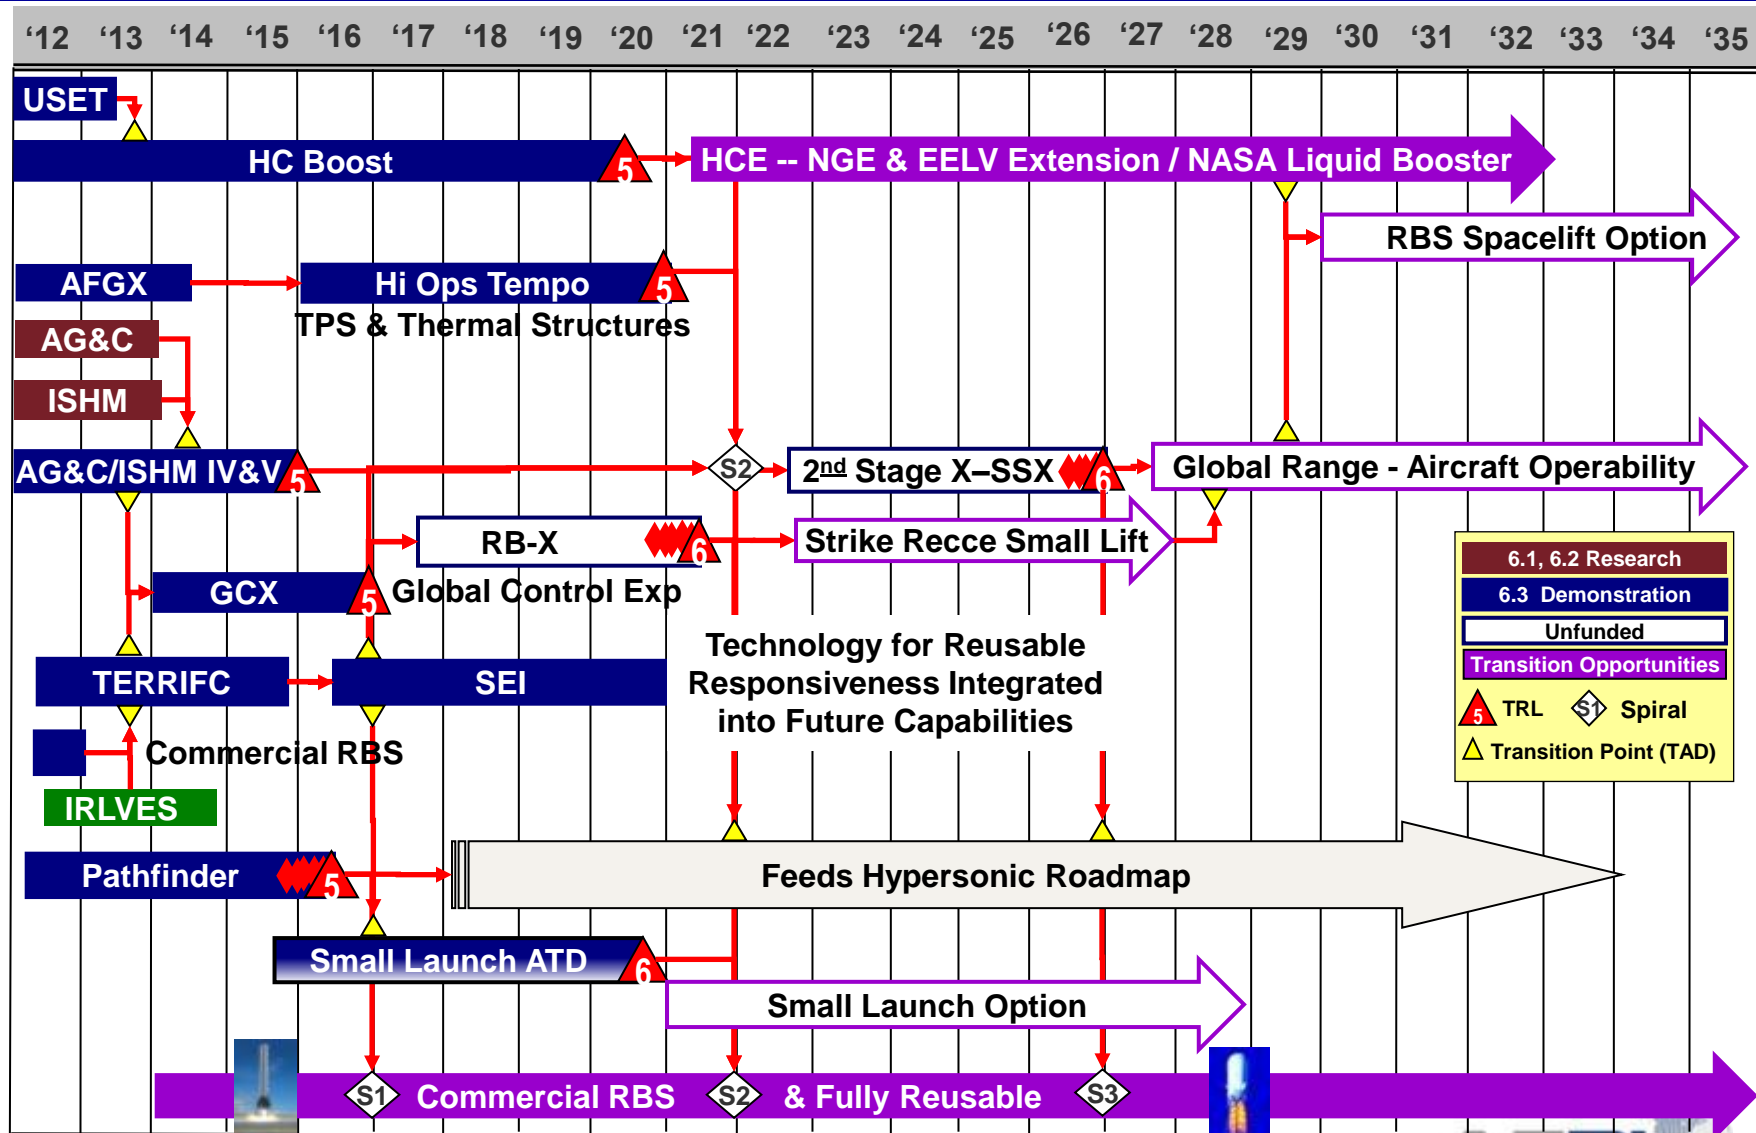 ‘12 ‘13 ‘14 ‘15 ‘16 ‘17 ‘18 ‘19 ‘20 ‘21 ‘22 ‘23 ‘24 ‘25 ‘26 ‘27 ‘28 ‘29 ‘30 ‘31 ‘32 ‘33 ‘34 ‘35
USET
HC Boost
5
HCE -- NGE & EELV Extension / NASA Liquid Booster
RBS Spacelift Option
AFGX
Hi Ops Tempo
5
TPS & Thermal Structures
AG&C
ISHM
AG&C/ISHM IV&V
5
S2
2nd Stage X–SSX
6
Global Range - Aircraft Operability
RB-X
6
Strike Recce Small Lift
GCX
5
Global Control Exp
TERRIFC
SEI
Technology for Reusable
Responsiveness Integrated
into Future Capabilities
6.1, 6.2 Research
6.3 Demonstration
Unfunded
Transition Opportunities
5 TRL S1 Spiral
Transition Point (TAD)
Commercial RBS
IRLVES
Pathfinder
5
Feeds Hypersonic Roadmap
Small Launch ATD
6
Small Launch Option
S1 Commercial RBS S2 & Fully Reusable S3